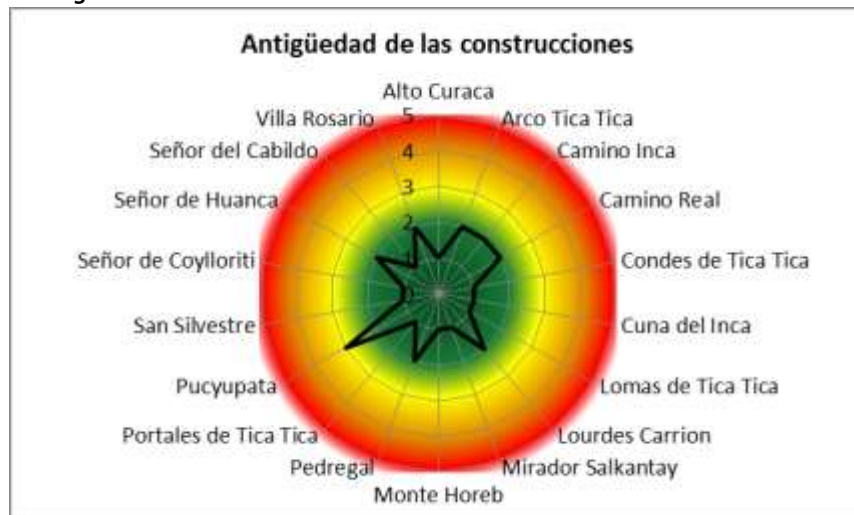 Antigüedad de las construcciones
Alto Curaca
Villa Rosario 5 Arco Tica Tica
Señor del Cabildo 4 Camino Inca
3
Señor de Huanca Camino Real
2
1
Señor de Coylloriti Condes de Tica Tica
0
San Silvestre Cuna del Inca
Pucyupata Lomas de Tica Tica
Portales de Tica Tica Lourdes Carrion
Pedregal Mirador Salkantay
Monte Horeb